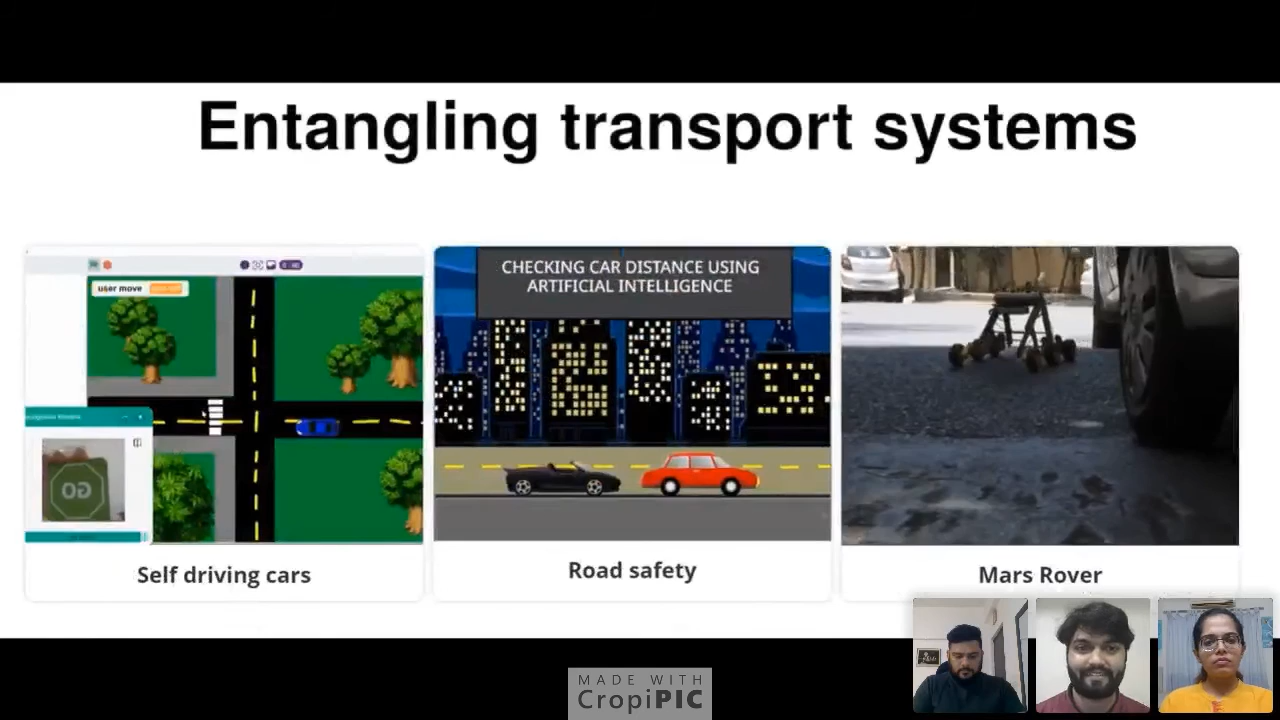 Entangling transport systems
user move
CHECKING CAR DISTANCE USING
ARTIFICIAL INTELLIGENCE
GO
Self driving cars
Road safety
Mars Rover
MADE WITH
CropiPIC